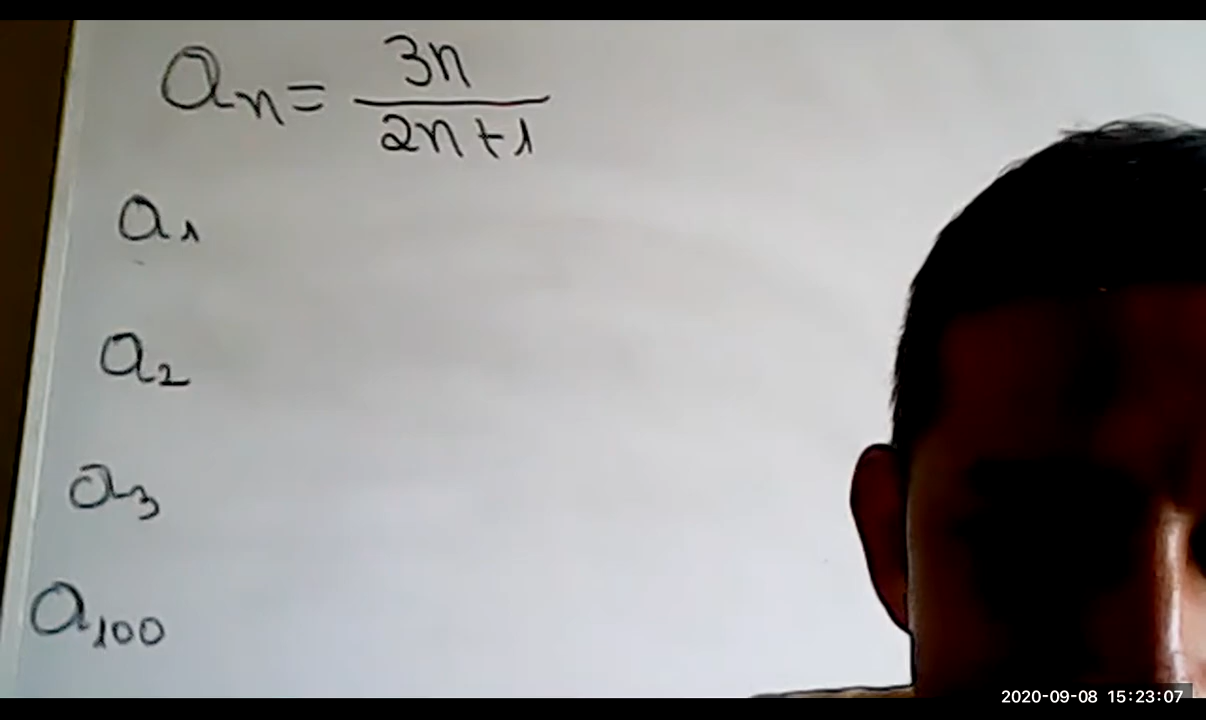 an = 3n / 2n+1
a1
a2
a3
a100
2020-09-08 15:23:07